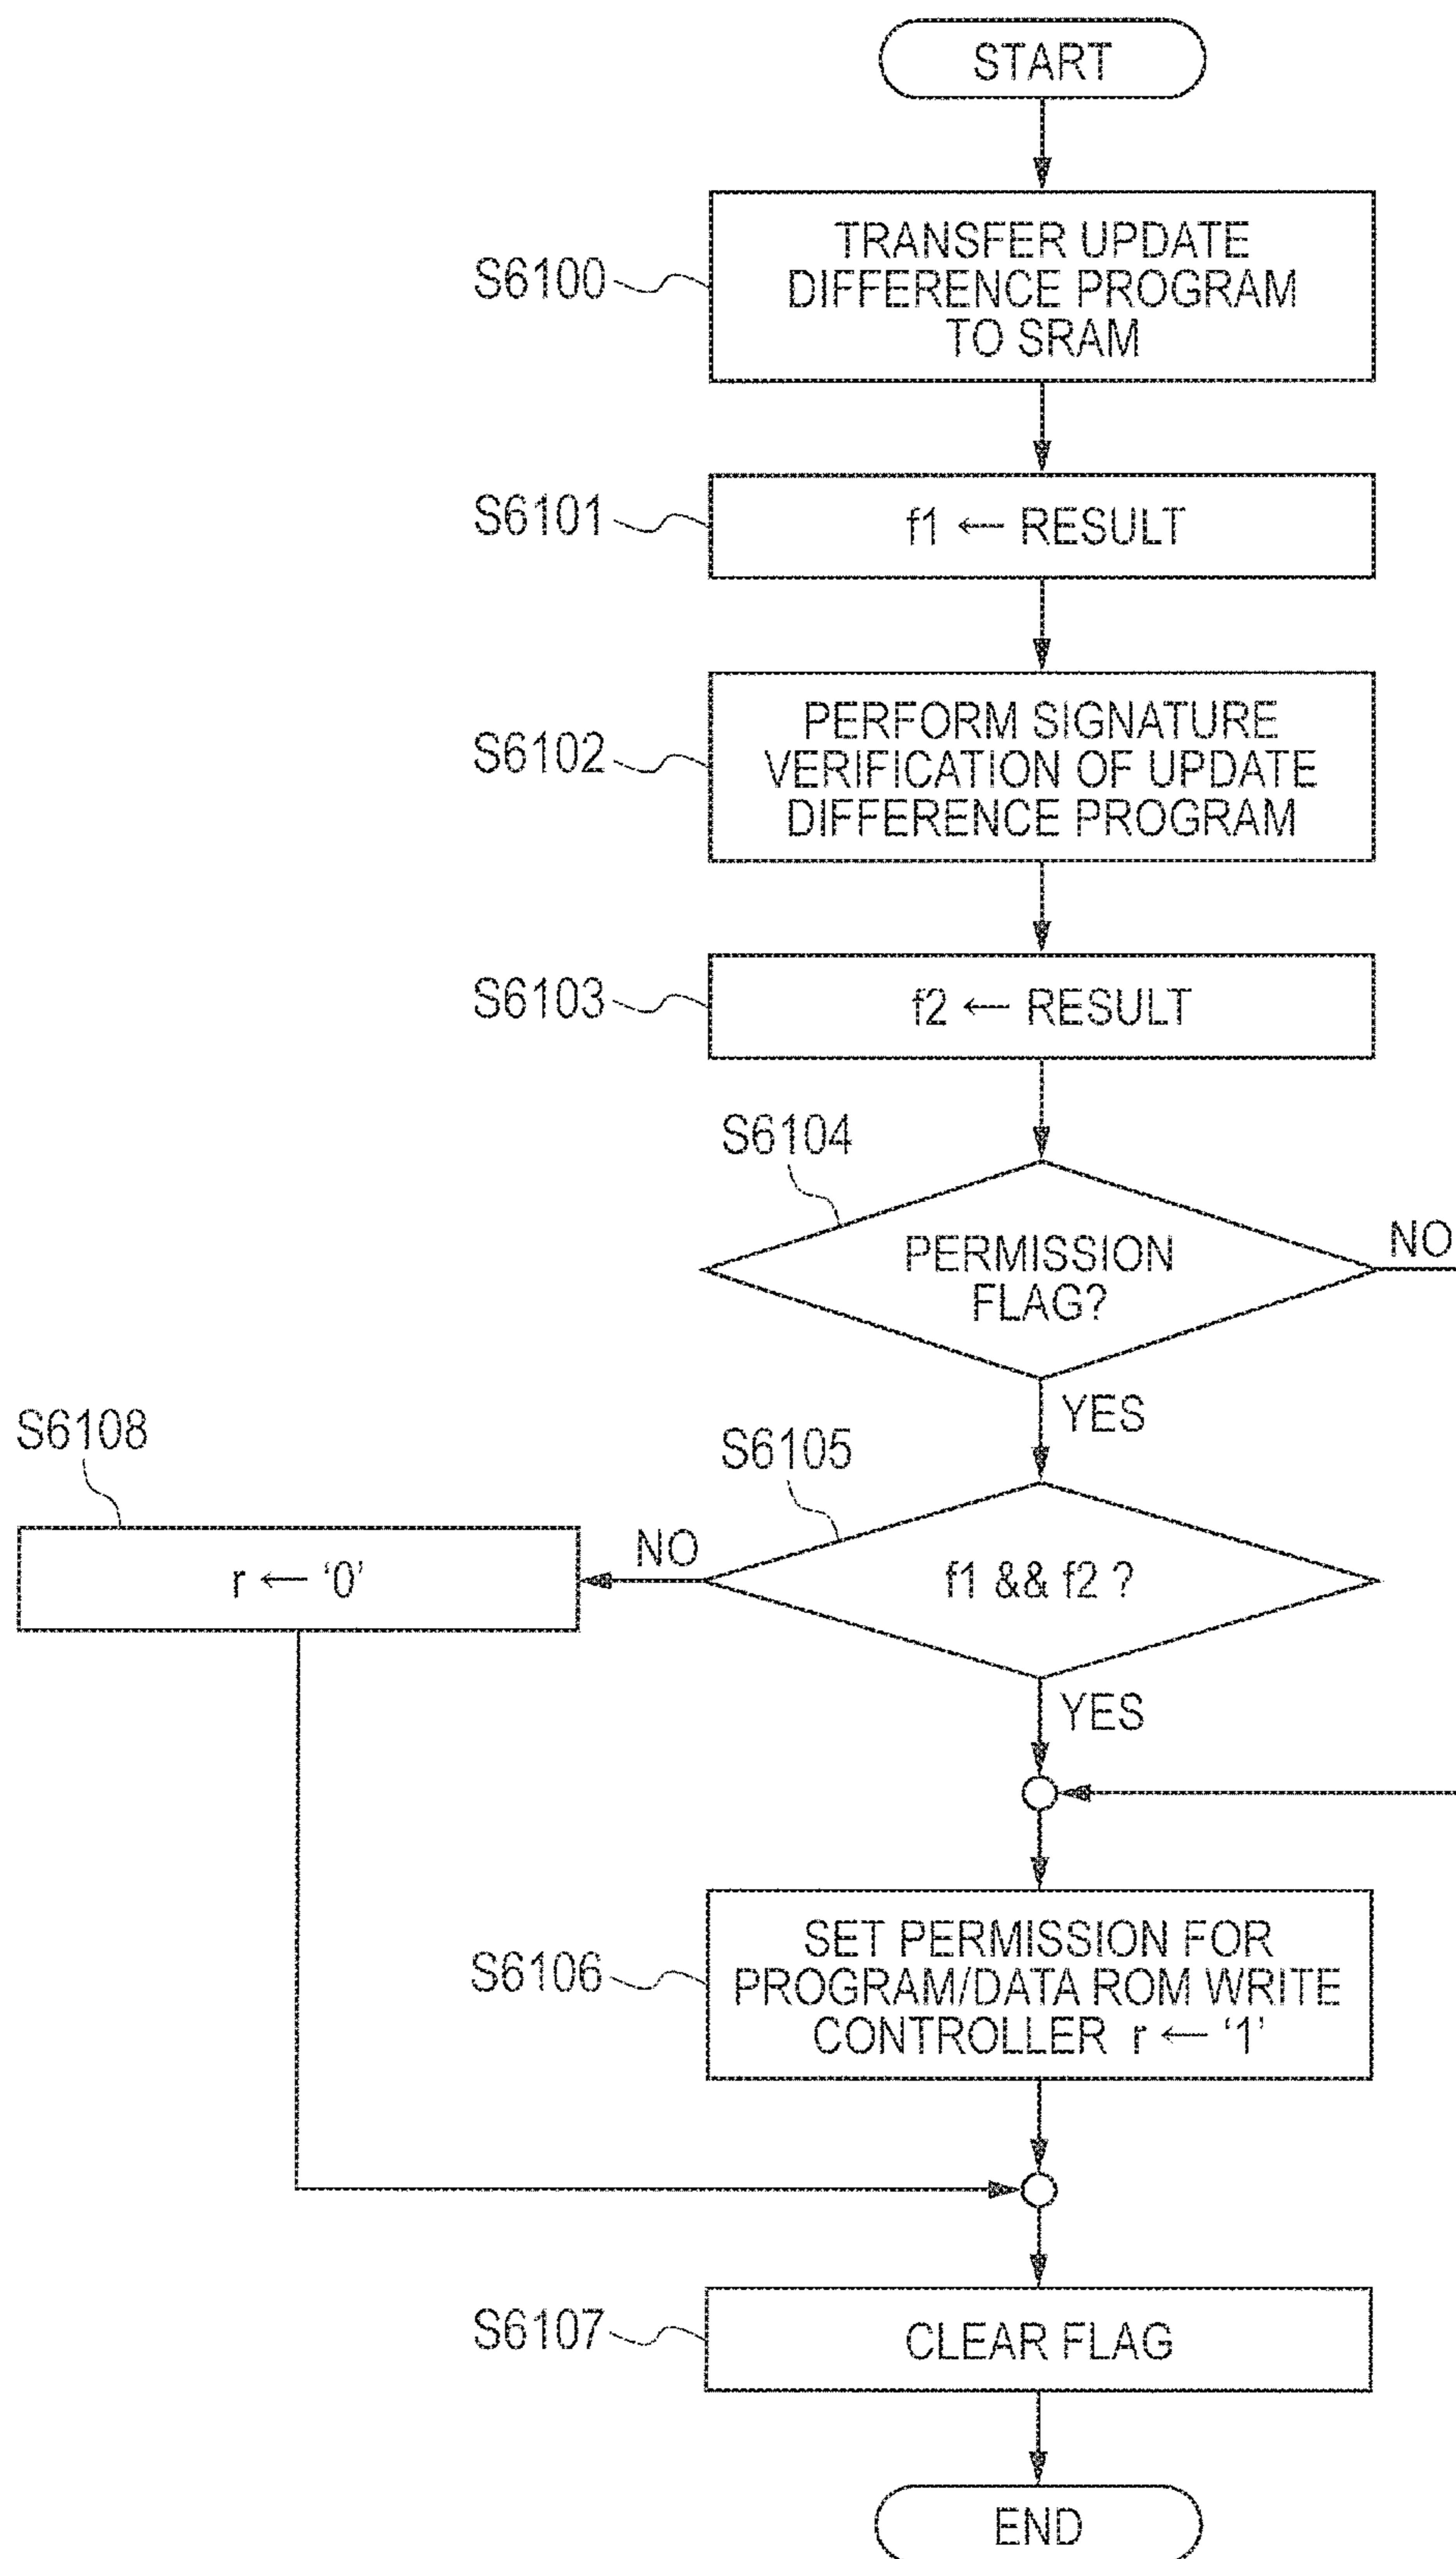 START
S6100
TRANSFER UPDATE
DIFFERENCE PROGRAM
TO SRAM
S6101
f1 ← RESULT
S6102
PERFORM SIGNATURE
VERIFICATION OF UPDATE
DIFFERENCE PROGRAM
S6103
f2 ← RESULT
S6104
PERMISSION
FLAG?
NO
YES
S6108
r ← ‘0’
S6105
NO
f1 && f2 ?
YES
S6106
SET PERMISSION FOR
PROGRAM/DATA ROM WRITE
CONTROLLER r ← ‘1’
S6107
CLEAR FLAG
END